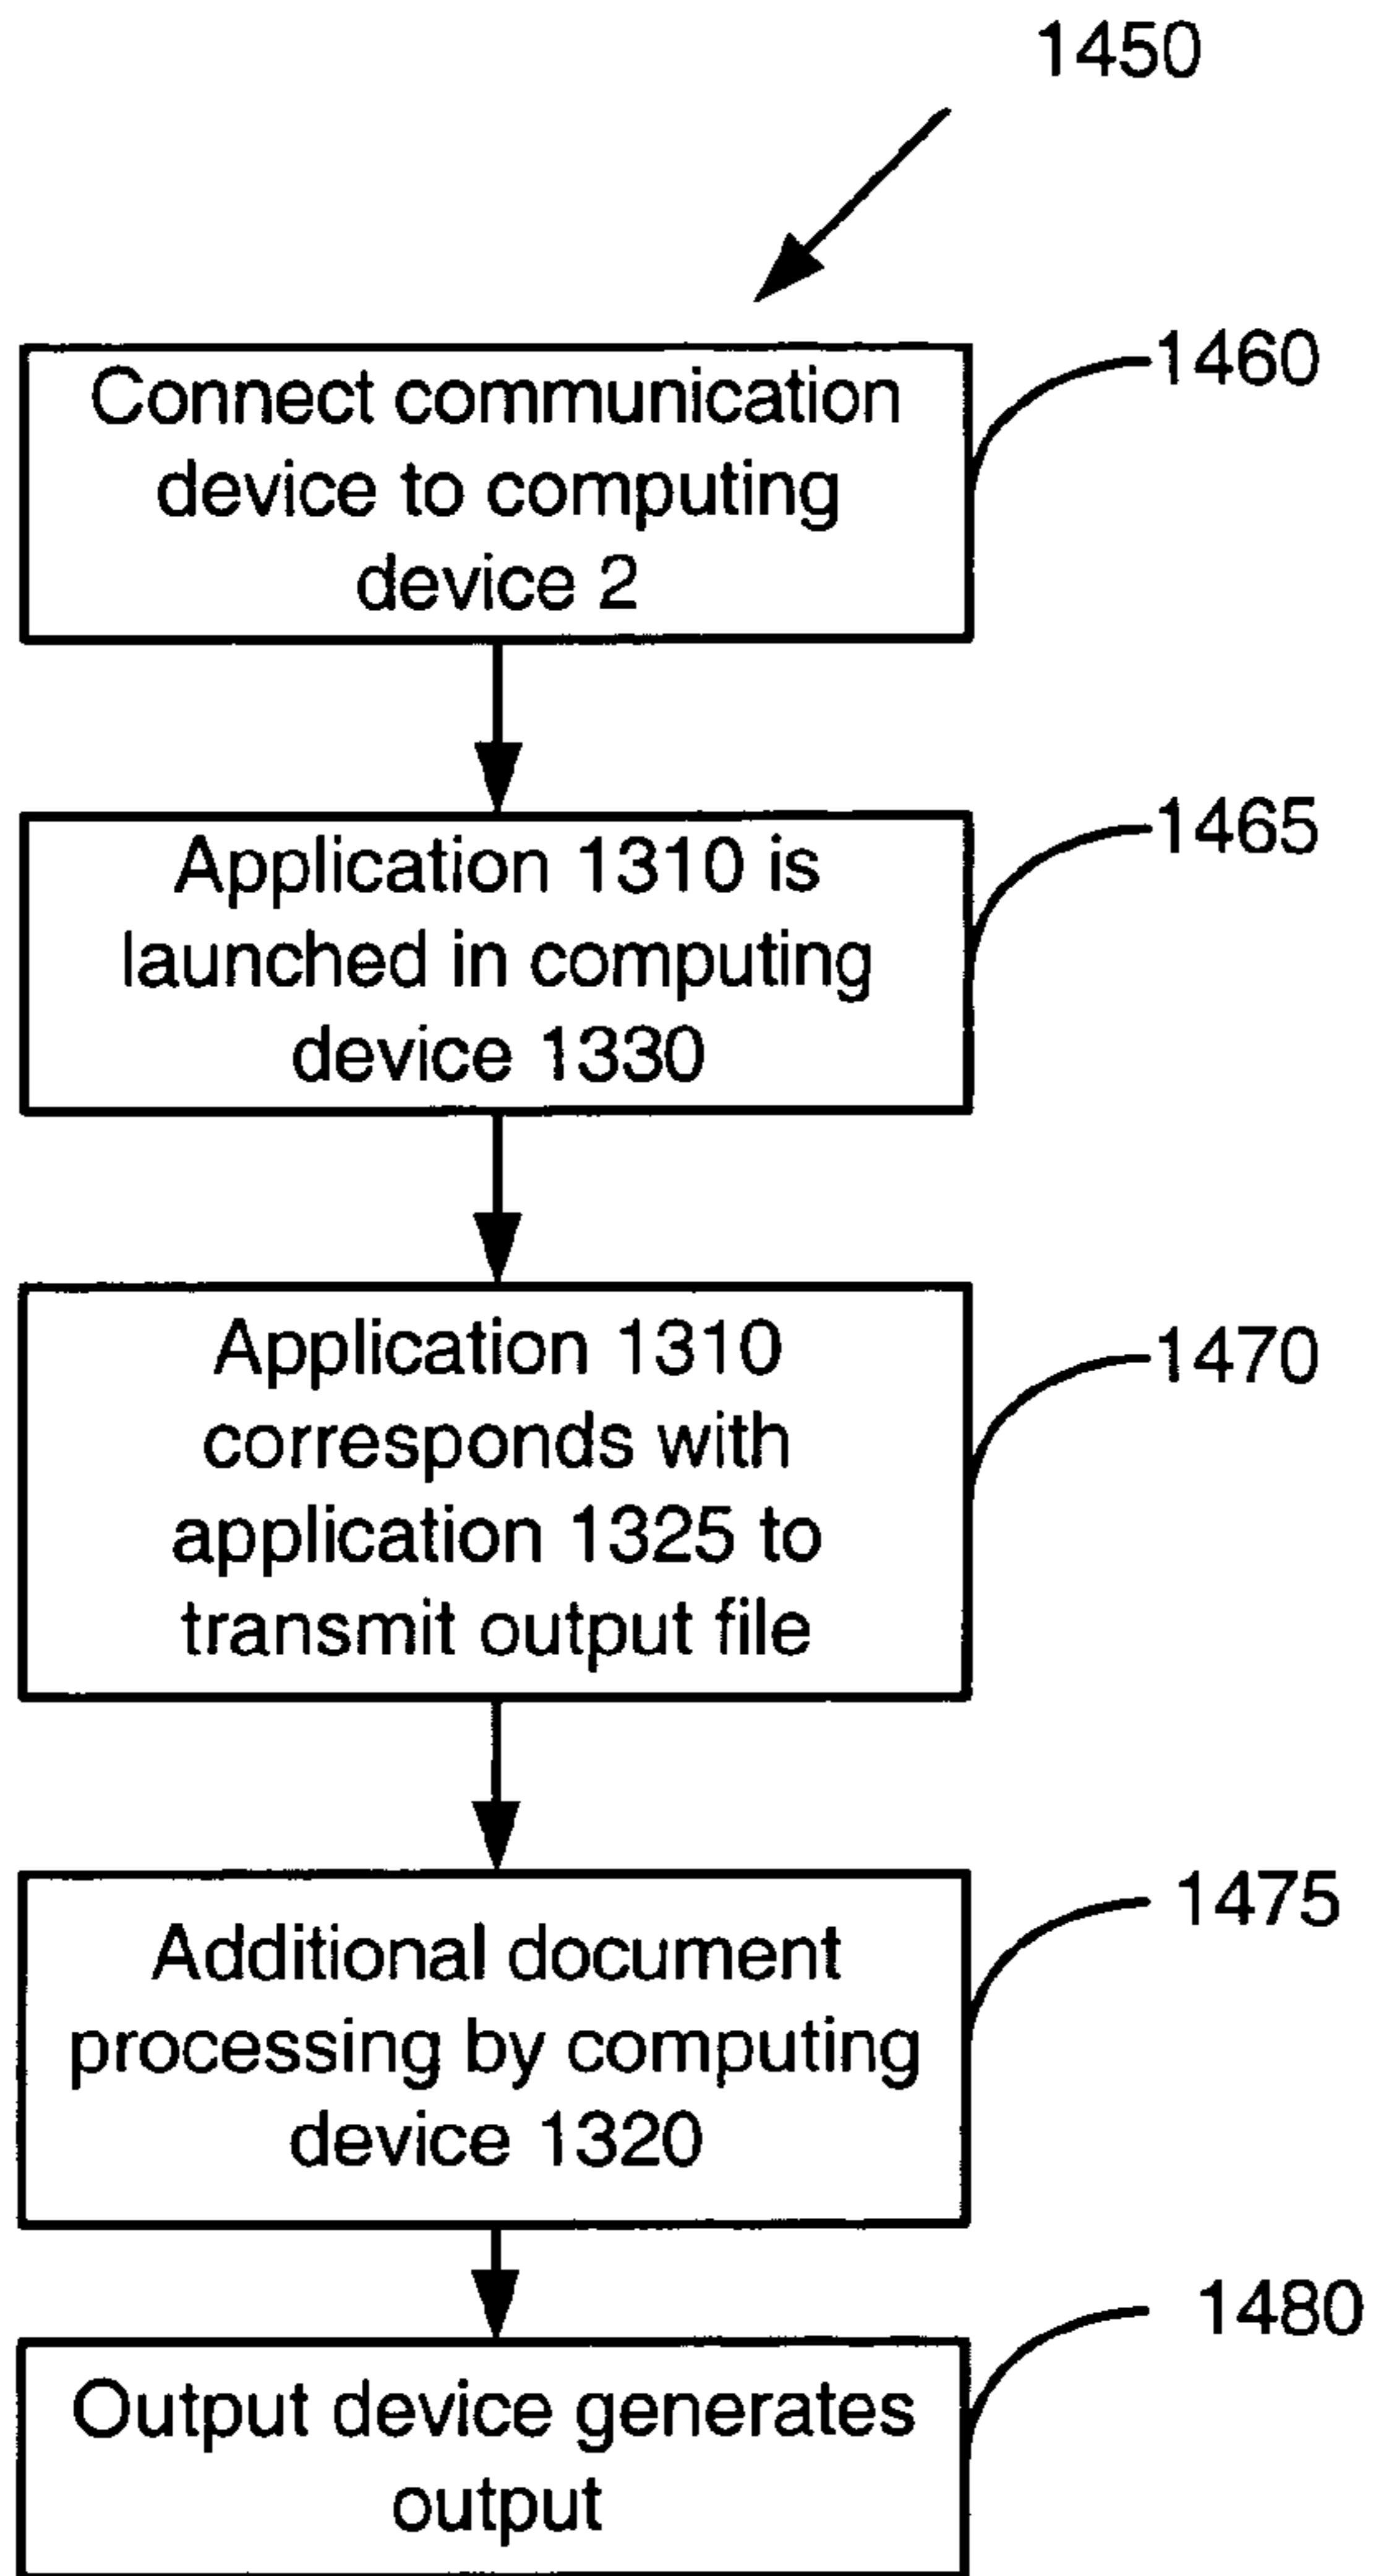 1450
Connect communication
device to computing
device 2
1460
Application 1310 is
launched in computing
device 1330
1465
Application 1310
corresponds with
application 1325 to
transmit output file
1470
Additional document
processing by computing
device 1320
1475
Output device generates
output
1480